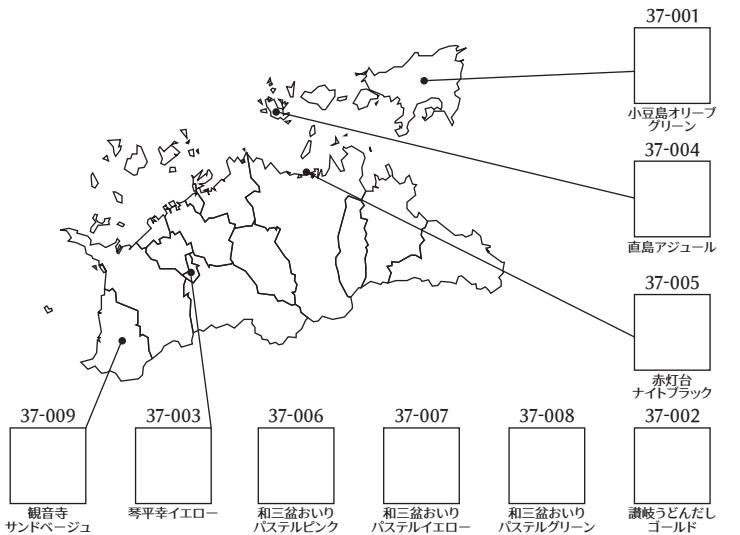 37-001
小豆島オリーブ
グリーン
37-004
直島アジュール
37-005
赤灯台
ナイトブラック
37-009
観音寺
サンドベージュ
37-003
琴平幸イエロー
37-006
和三盆おいり
パステルピンク
37-007
和三盆おいり
パステルイエロー
37-008
和三盆おいり
パステルグリーン
37-002
讃岐うどんだし
ゴールド